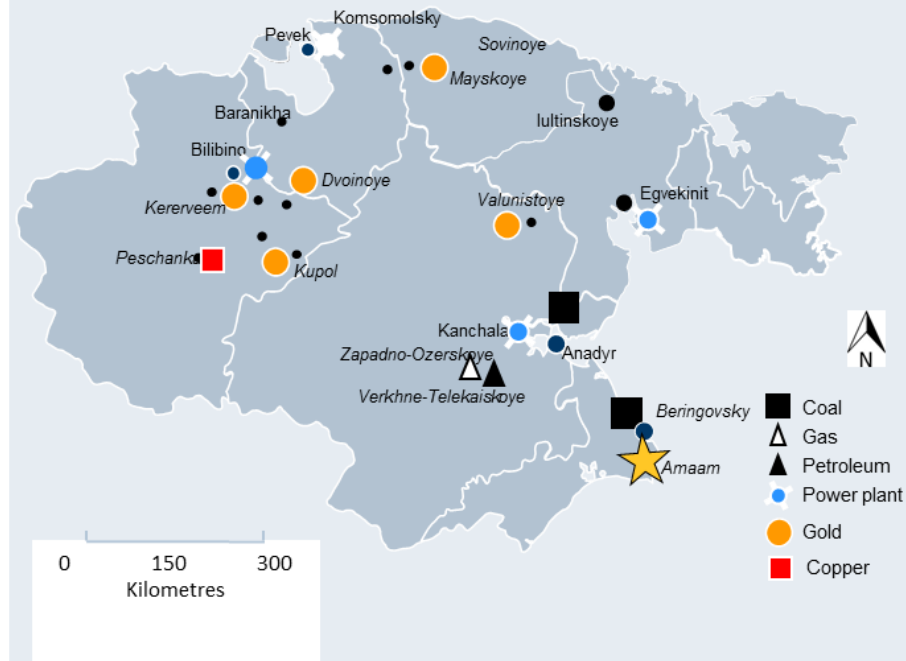 Komsomolsky
Pevek
Sovinoye
Mayskoye
Baranikha
Iultinskoye
Bilibino
Dvoinoye
Egvekinit
Kererveem
Valunistoye
Peschanka
Kupol
Kanchala
Anadyr
Zapadno-Ozerskoye
Verkhne-Telekaiskoye
Beringovsky
Amaam
N
Coal
Gas
Petroleum
Power plant
Gold
Copper
0 150 300
Kilometres